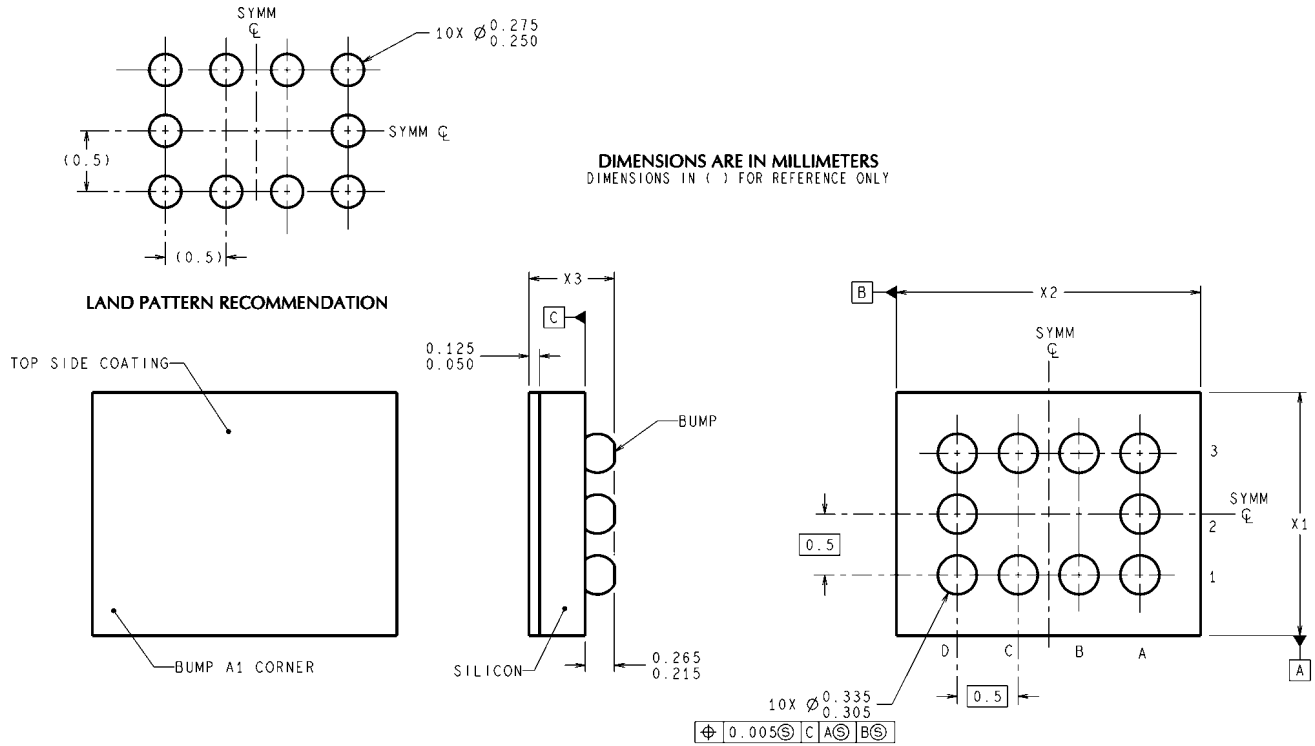 SYMM
℄
10X Ø 0.275
0.250
SYMM ℄
(0.5)
(0.5)
LAND PATTERN RECOMMENDATION
DIMENSIONS ARE IN MILLIMETERS
DIMENSIONS IN ( ) FOR REFERENCE ONLY
TOP SIDE COATING
BUMP A1 CORNER
X3
C
0.125
0.050
BUMP
SILICON
0.265
0.215
B
X2
SYMM
℄
3
SYMM
℄
2
X1
1
0.5
D C B A
A
0.5
10X Ø 0.335
0.305
⌖ 0.005Ⓢ C AⓈ BⓈ